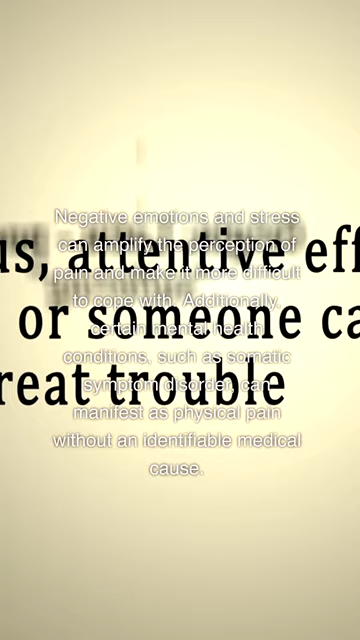 Negative emotions and stress
can amplify the perception of
pain and make it more difficult
to cope with. Additionally,
certain mental health
conditions, such as somatic
symptom disorder, can
manifest as physical pain
without an identifiable medical
cause.
us, attentive eff
or someone ca
reat trouble